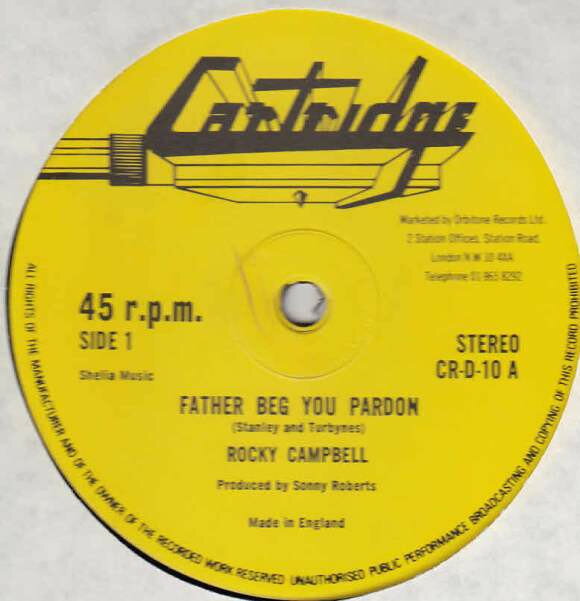 Cartridge
Marketed by Orbitone Records Ltd.
2 Station Offices, Station Road,
London N W 10 4XA
Telephone 01 965 8292
45 r.p.m.
SIDE 1
Shelia Music
STEREO
CR-D-10 A
FATHER BEG YOU PARDON
(Stanley and Turbynes)
ROCKY CAMPBELL
Produced by Sonny Roberts
Made in England
ALL RIGHTS OF THE MANUFACTURER AND OF THE OWNER OF THE RECORDED WORK RESERVED UNAUTHORISED PUBLIC PERFORMANCE BROADCASTING AND COPYING OF THIS RECORD PROHIBITED